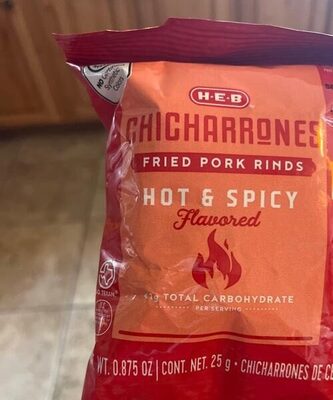 H-E-B
CHICHARRONES
FRIED PORK RINDS
HOT & SPICY
Flavored
TOTAL CARBOHYDRATE
PER SERVING
WT. 0.875 OZ | CONT. NET. 25 g • CHICHARRONES DE